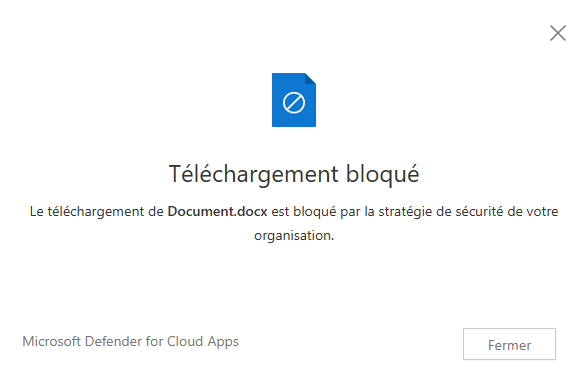 Téléchargement bloqué
Le téléchargement de Document.docx est bloqué par la stratégie de sécurité de votre
organisation.
Microsoft Defender for Cloud Apps
Fermer